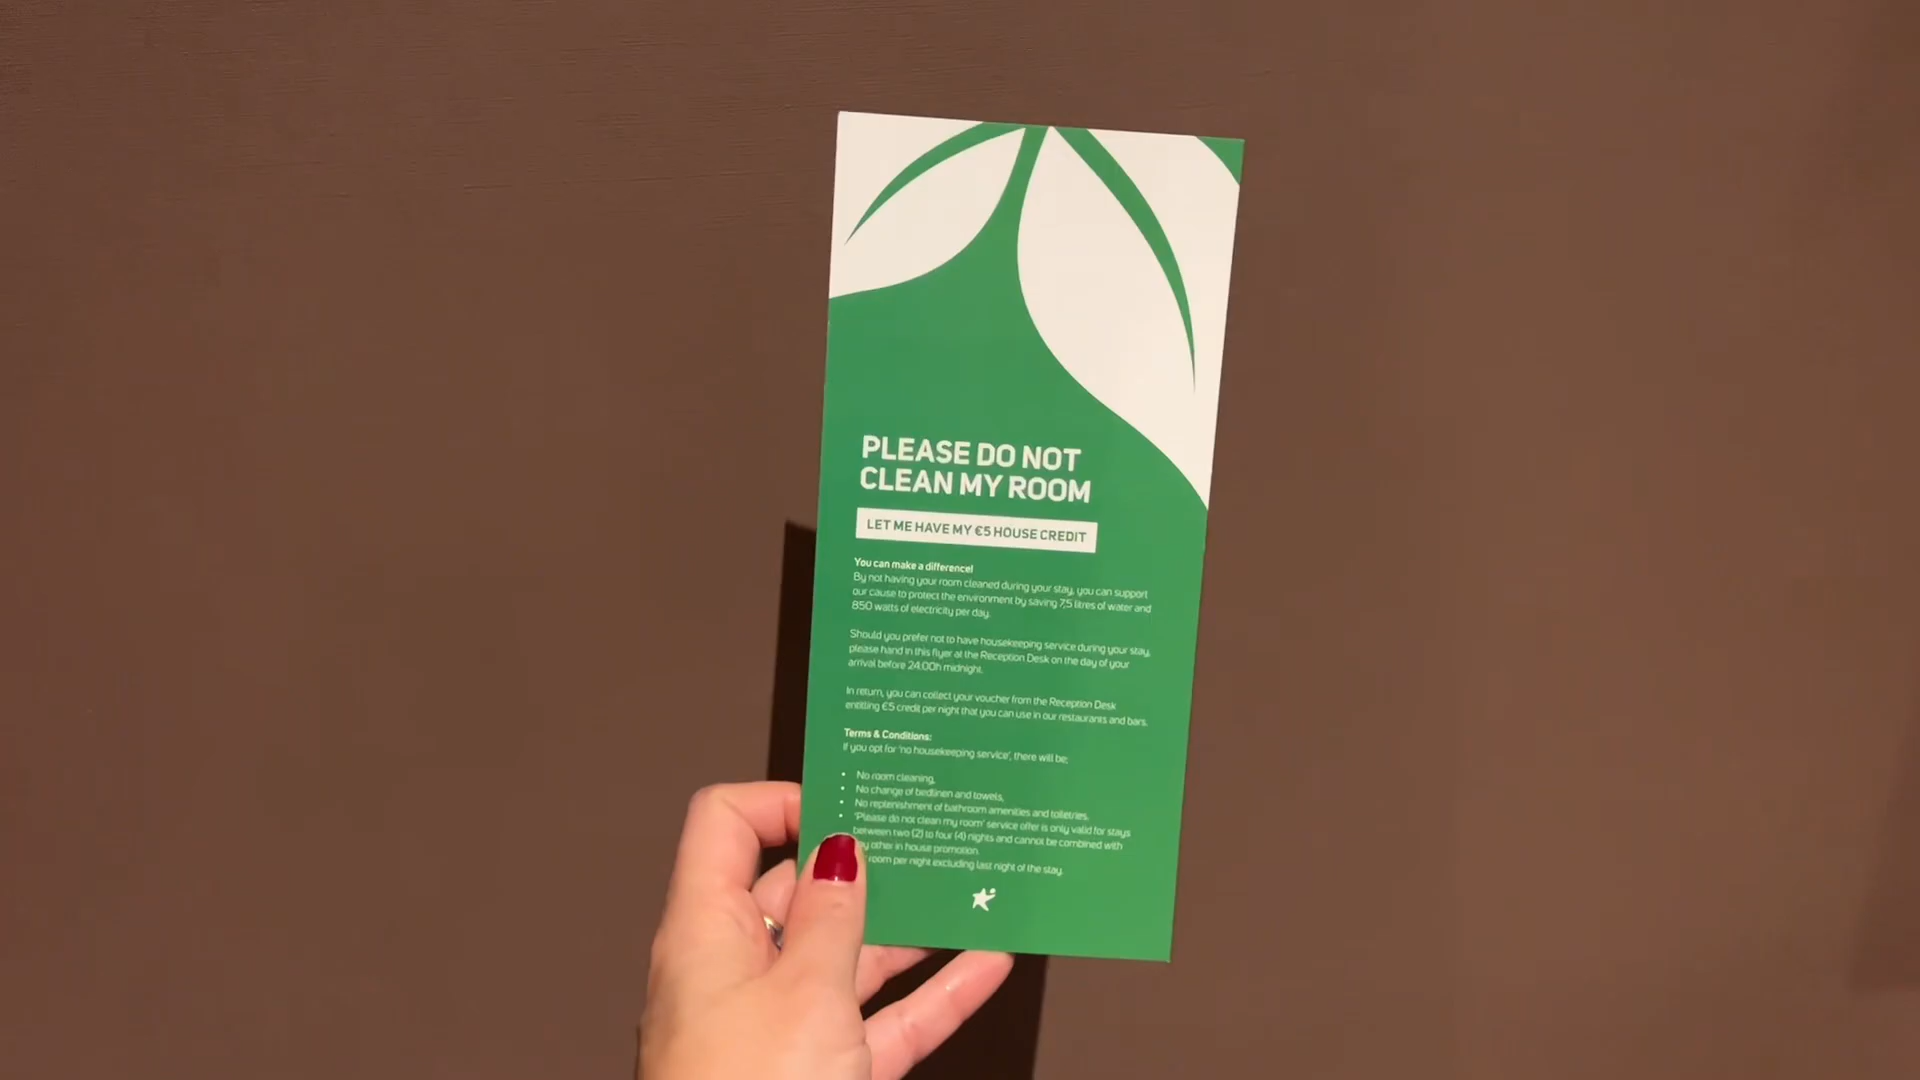 PLEASE DO NOT
CLEAN MY ROOM
LET ME HAVE MY €5 HOUSE CREDIT
You can make a difference!
By not having your room cleaned during your stay, you can support
our cause to protect the environment by saving 7,5 litres of water and
850 watts of electricity per day.
Should you prefer not to have housekeeping service during your stay,
please hand in this flyer at the Reception Desk on the day of your
arrival before 24:00h midnight.
In return, you can collect your voucher from the Reception Desk
entitling €5 credit per night that you can use in our restaurants and bars.
Terms & Conditions:
If you opt for 'no housekeeping service', there will be:
• No room cleaning,
• No change of bedlinen and towels,
• No replenishment of bathroom amenities and toiletries.
• 'Please do not clean my room' service offer is only valid for stays
between two (2) to four (4) nights and cannot be combined with
other in house promotion.
room per night excluding last night of the stay.